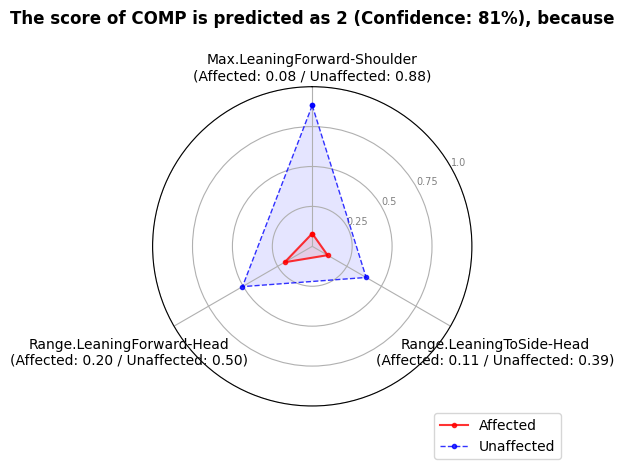 The score of COMP is predicted as 2 (Confidence: 81%), because
Max.LeaningForward-Shoulder
(Affected: 0.08 / Unaffected: 0.88)
1.0
0.75
0.5
0.25
Range.LeaningForward-Head
(Affected: 0.20 / Unaffected: 0.50)
Range.LeaningToSide-Head
(Affected: 0.11 / Unaffected: 0.39)
Affected
Unaffected